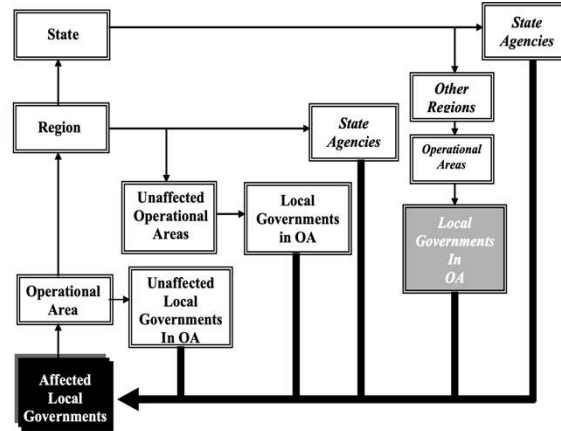 State
State
Agencies
Other
Regions
Region
State
Agencies
Operational
Areas
Unaffected
Operational
Areas
Local
Governments
in OA
Local
Governments
In
OA
Operational
Area
Unaffected
Local
Governments
In OA
Affected
Local
Governments